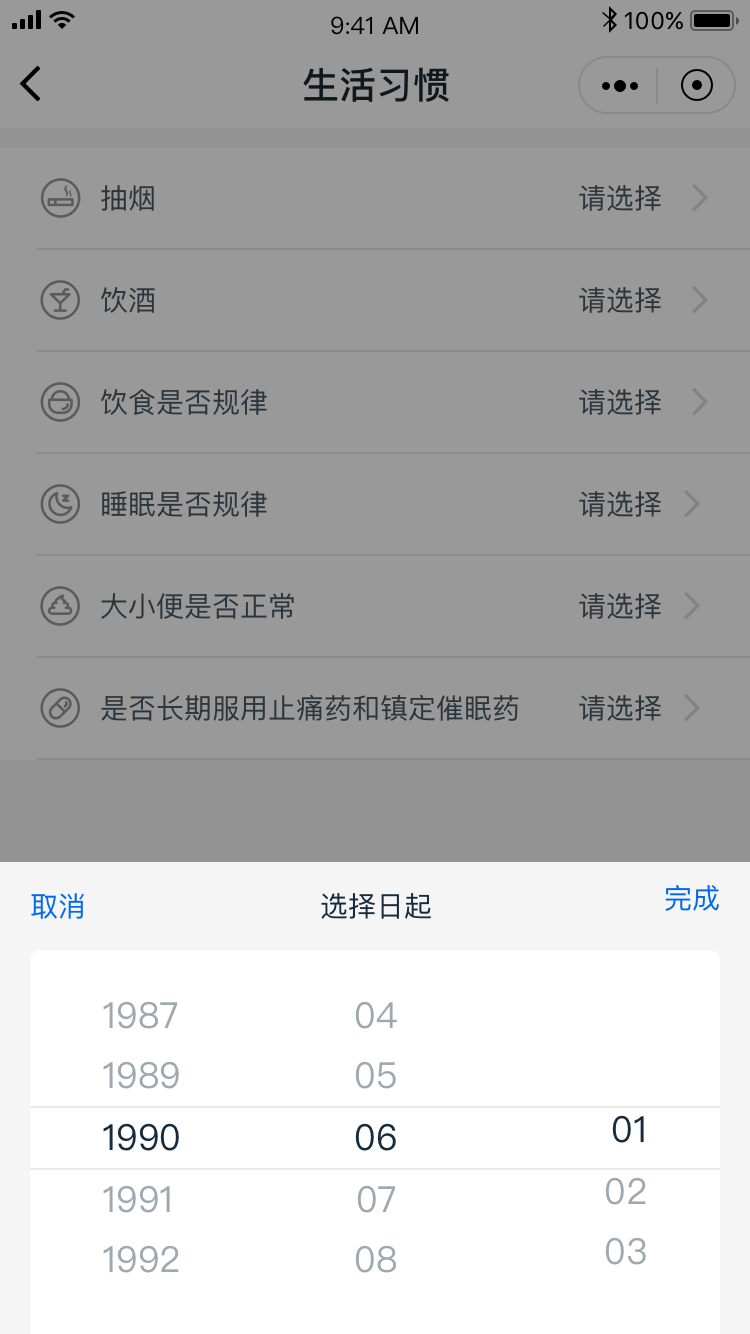 9:41 AM 100%
生活习惯
抽烟 请选择
饮酒 请选择
饮食是否规律 请选择
睡眠是否规律 请选择
大小便是否正常 请选择
是否长期服用止痛药和镇定催眠药 请选择
取消 选择日起 完成
1987 04
1989 05
1990 06 01
1991 07 02
1992 08 03